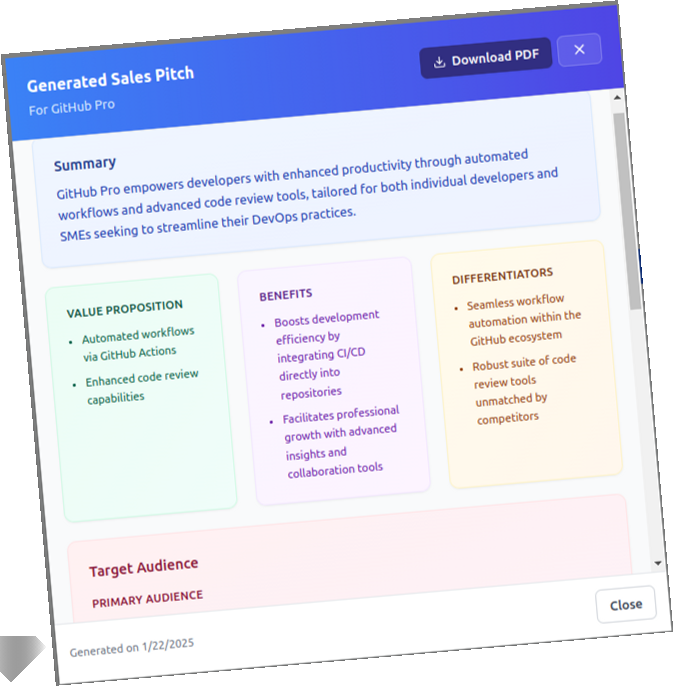 Generated Sales Pitch
For GitHub Pro
Download PDF
Summary
GitHub Pro empowers developers with enhanced productivity through automated
workflows and advanced code review tools, tailored for both individual developers and
SMEs seeking to streamline their DevOps practices.
VALUE PROPOSITION
• Automated workflows
via GitHub Actions
• Enhanced code review
capabilities
BENEFITS
• Boosts development
efficiency by
integrating CI/CD
directly into
repositories
• Facilitates professional
growth with advanced
insights and
collaboration tools
DIFFERENTIATORS
• Seamless workflow
automation within the
GitHub ecosystem
• Robust suite of code
review tools
unmatched by
competitors
Target Audience
PRIMARY AUDIENCE
Generated on 1/22/2025
Close